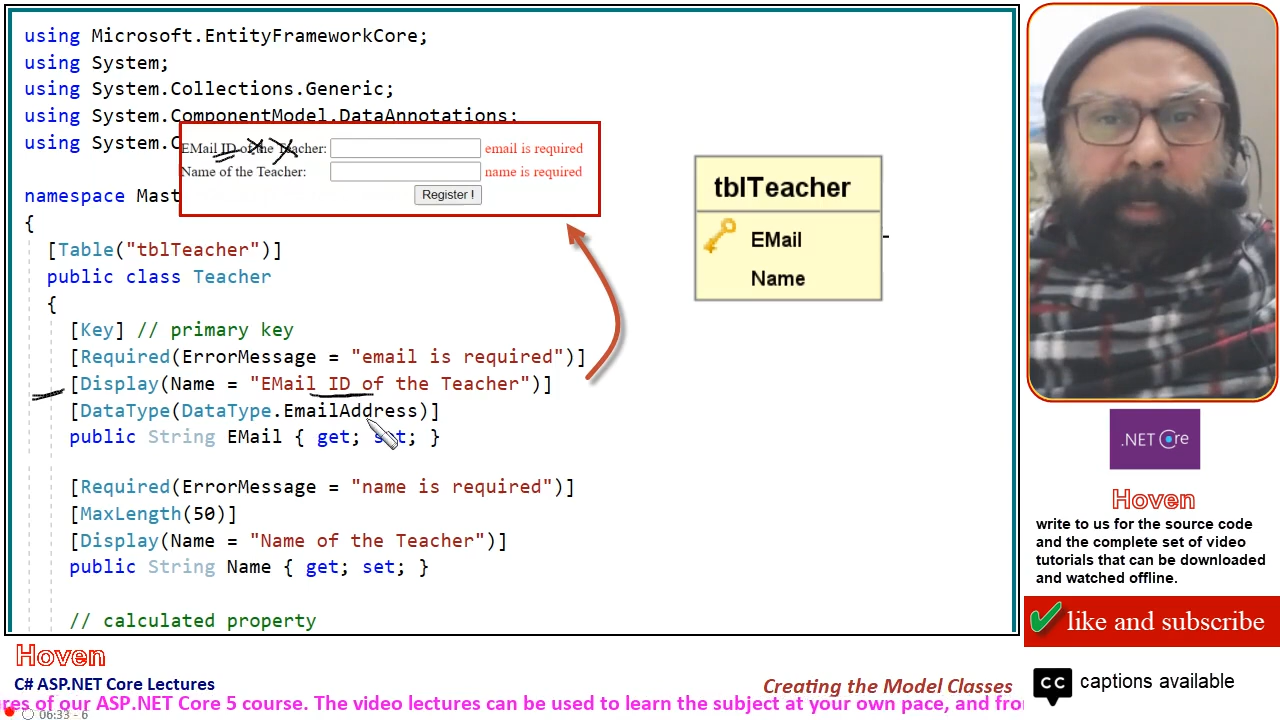 using Microsoft.EntityFrameworkCore;
using System;
using System.Collections.Generic;
using System.ComponentModel.DataAnnotations;
using System.C
EMail ID of the Teacher: email is required
Name of the Teacher: name is required
Register !
namespace Mast
{
[Table("tblTeacher")]
public class Teacher
{
[Key] // primary key
[Required(ErrorMessage = "email is required")]
[Display(Name = "EMail ID of the Teacher")]
[DataType(DataType.EmailAddress)]
public String EMail { get; set; }
[Required(ErrorMessage = "name is required")]
[MaxLength(50)]
[Display(Name = "Name of the Teacher")]
public String Name { get; set; }
// calculated property
tblTeacher
EMail
Name
.NET Core
Hoven
write to us for the source code
and the complete set of video
tutorials that can be downloaded
and watched offline.
like and subscribe
CC captions available
Hoven
C# ASP.NET Core Lectures
Creating the Model Classes
res of our ASP.NET Core 5 course. The video lectures can be used to learn the subject at your own pace, and fro
06:33 - 6